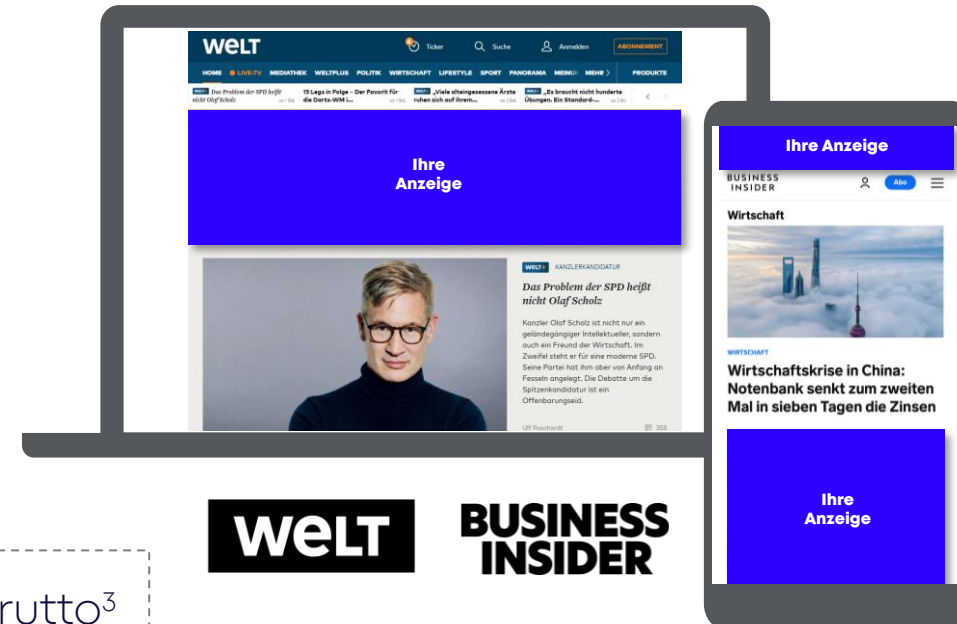 WELT
Ticker
Suche
Anmelden
ABONNEMENT
HOME LIVE-TV MEDIATHEK WELTPLUS POLITIK WIRTSCHAFT LIFESTYLE SPORT PANORAMA MEINU MEHR PRODUKTE
Das Problem der SPD heißt
nicht Olaf Scholz
15 Legs in Folge – Der Favorit für
die Darts-WM i...
„Viele alteingesessene Ärzte
ruhen sich auf ihrem...
„Es braucht nicht hunderte
Übungen. Ein Standard-...
Ihre
Anzeige
WELT+ KANZLERKANDIDATUR
Das Problem der SPD heißt
nicht Olaf Scholz
Kanzler Olaf Scholz ist nicht nur ein
geländegängiger Intellektueller, sondern
auch ein Freund der Wirtschaft. Im
Zweifel steht er für eine moderne SPD.
Seine Partei hat ihm aber von Anfang an
Fesseln angelegt. Die Debatte um die
Spitzenkandidatur ist ein
Offenbarungseid.
Ulf Poschardt 358
Ihre Anzeige
BUSINESS
INSIDER
Abo
Wirtschaft
WIRTSCHAFT
Wirtschaftskrise in China:
Notenbank senkt zum zweiten
Mal in sieben Tagen die Zinsen
Ihre
Anzeige
WELT
BUSINESS
INSIDER
rutto³